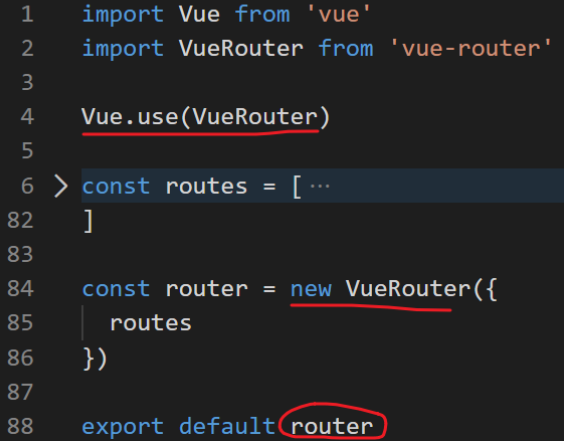 1 import Vue from 'vue'
2 import VueRouter from 'vue-router'
3
4 Vue.use(VueRouter)
5
6 > const routes = [ ···
82 ]
83
84 const router = new VueRouter({
85 routes
86 })
87
88 export default router